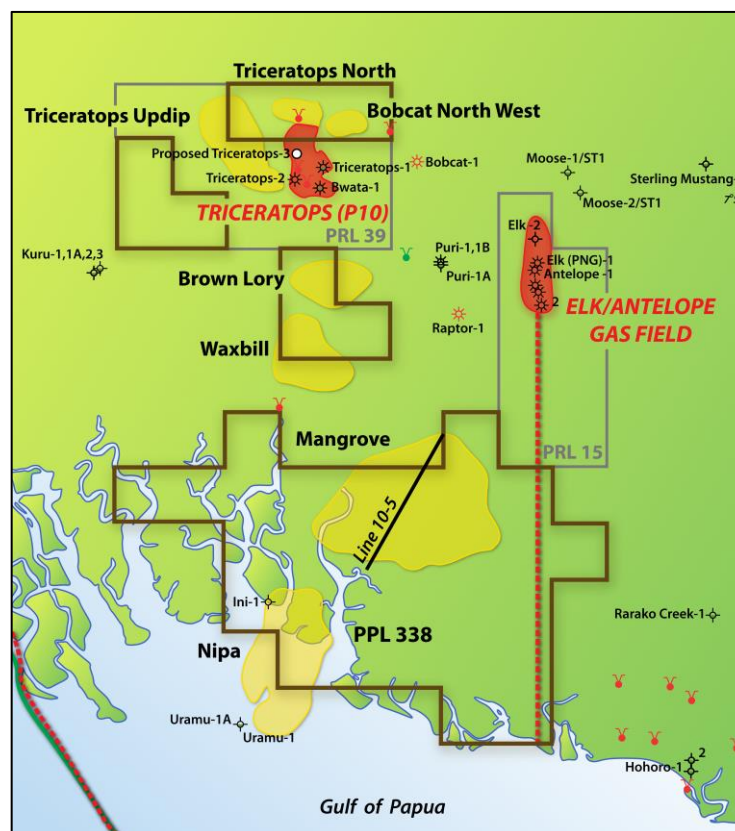 Triceratops North
Triceratops Updip
Bobcat North West
Proposed Triceratops-3
Triceratops-1
Bobcat-1
Moose-1/ST1
Sterling Mustang-
Triceratops-2
Bwata-1
Moose-2/ST1
TRICERATOPS (P10)
PRL 39
Elk -2
Kuru-1,1A,2,3
Puri-1,1B
Puri-1A
Elk (PNG)-1
Antelope -1
Brown Lory
2
ELK/ANTELOPE
GAS FIELD
Raptor-1
Waxbill
Mangrove
PRL 15
Line 10-5
Ini-1
Rarako Creek-1
PPL 338
Nipa
Uramu-1A
Uramu-1
2
Hohoro-1
Gulf of Papua